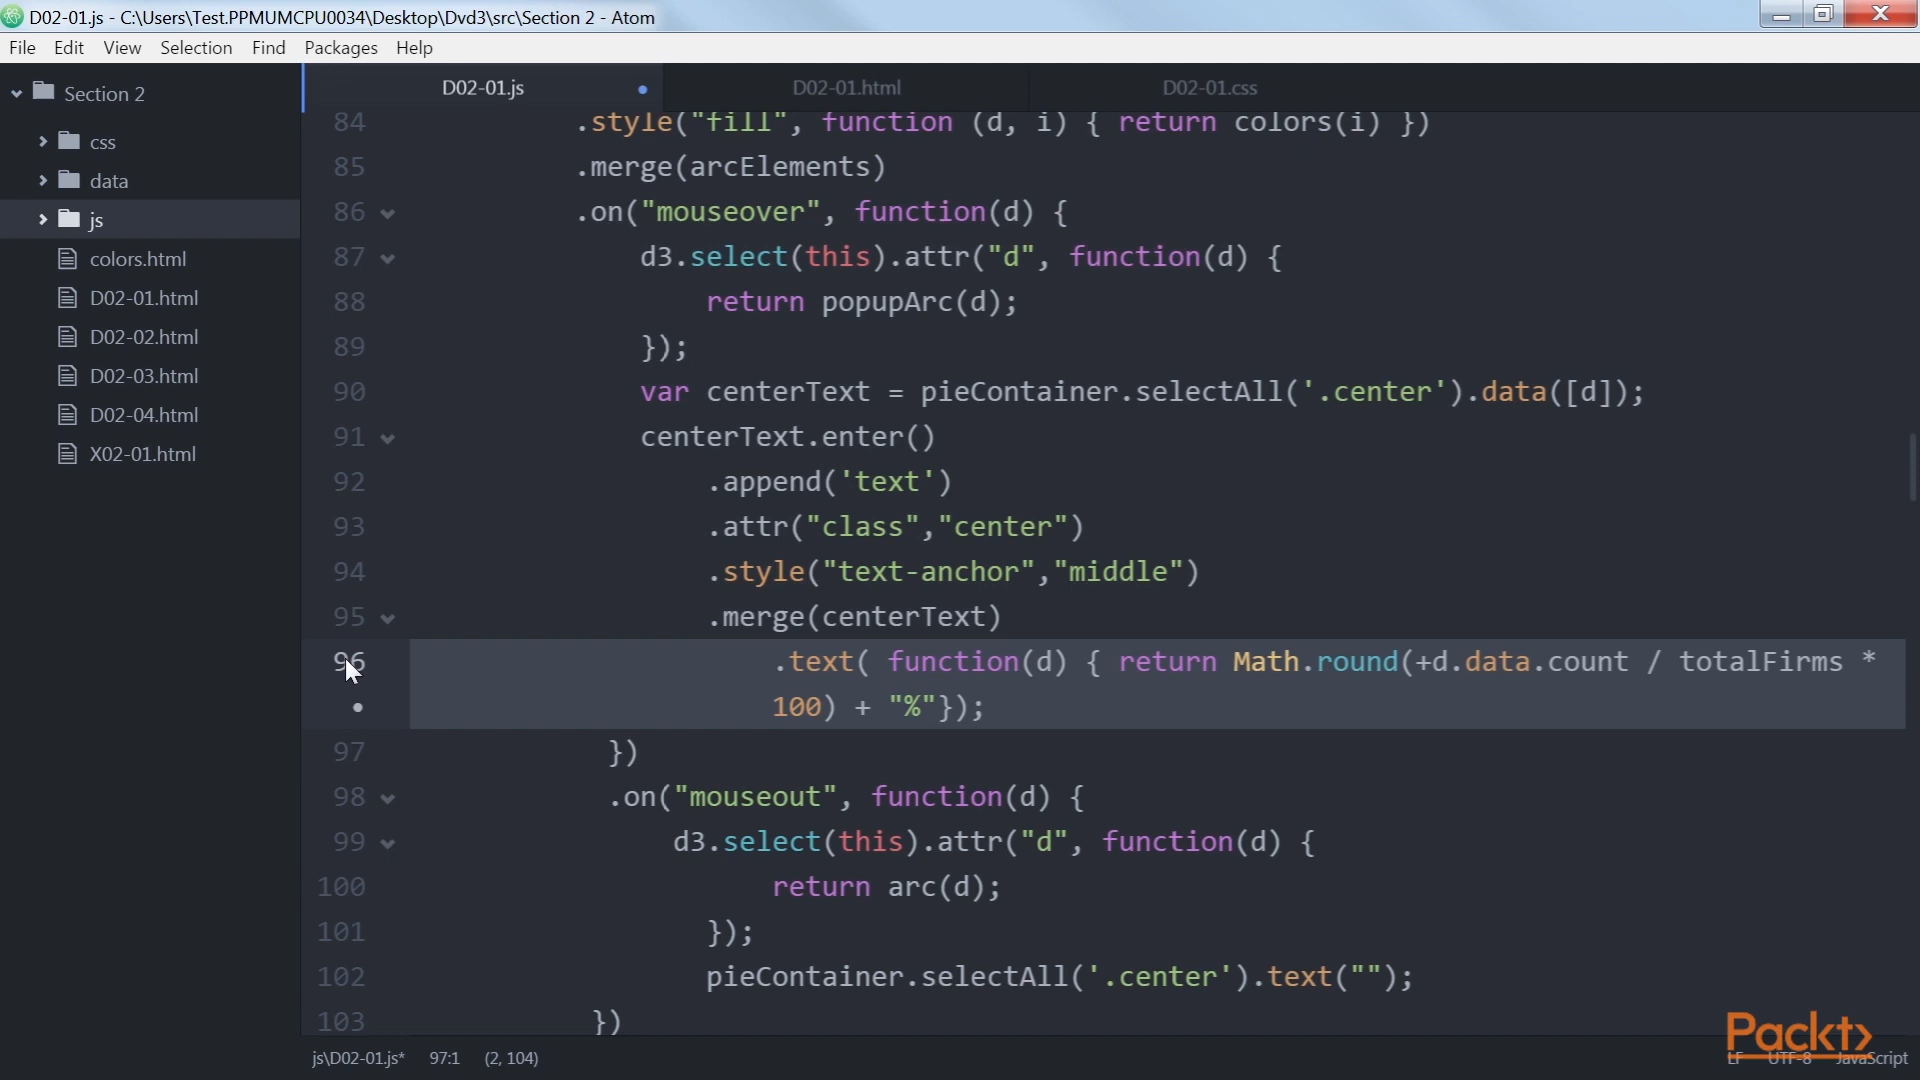 D02-01.js - C:\Users\Test.PPMUMCPU0034\Desktop\Dvd3\src\Section 2 - Atom
File Edit View Selection Find Packages Help
Section 2
css
data
js
colors.html
D02-01.html
D02-02.html
D02-03.html
D02-04.html
X02-01.html
D02-01.js D02-01.html D02-01.css
84 .style("fill", function (d, i) { return colors(i) })
85 .merge(arcElements)
86 .on("mouseover", function(d) {
87 d3.select(this).attr("d", function(d) {
88 return popupArc(d);
89 });
90 var centerText = pieContainer.selectAll('.center').data([d]);
91 centerText.enter()
92 .append('text')
93 .attr("class","center")
94 .style("text-anchor","middle")
95 .merge(centerText)
96 .text( function(d) { return Math.round(+d.data.count / totalFirms *
100) + "%"});
97 })
98 .on("mouseout", function(d) {
99 d3.select(this).attr("d", function(d) {
100 return arc(d);
101 });
102 pieContainer.selectAll('.center').text("");
103 })
Packt>
js\D02-01.js* 97:1 (2, 104) LF UTF-8 JavaScript